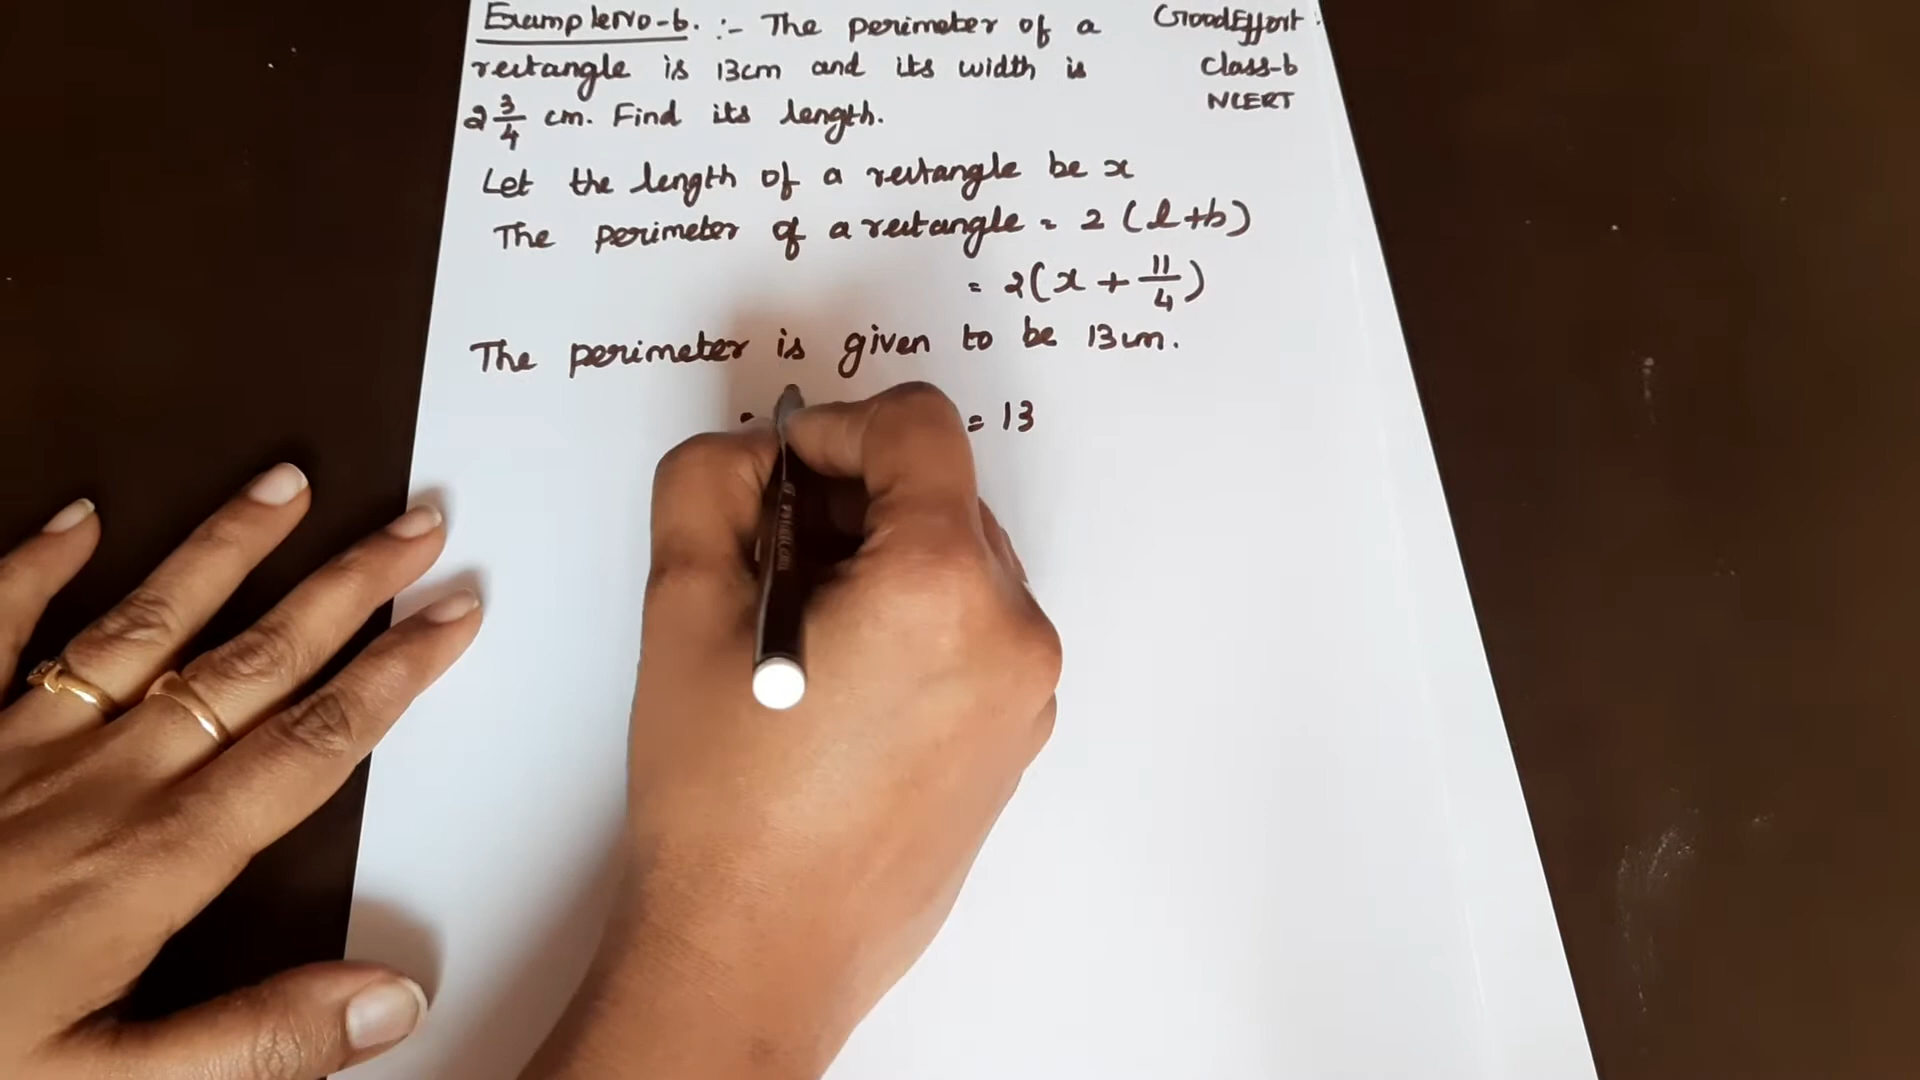 Example No-6. :- The perimeter of a
rectangle is 13cm and its width is
2 3/4 cm. Find its length.
Good Effort :
Class-6
NCERT
Let the length of a rectangle be x
The perimeter of a rectangle = 2 (l+b)
= 2(x + 11/4)
The perimeter is given to be 13cm.
= 13